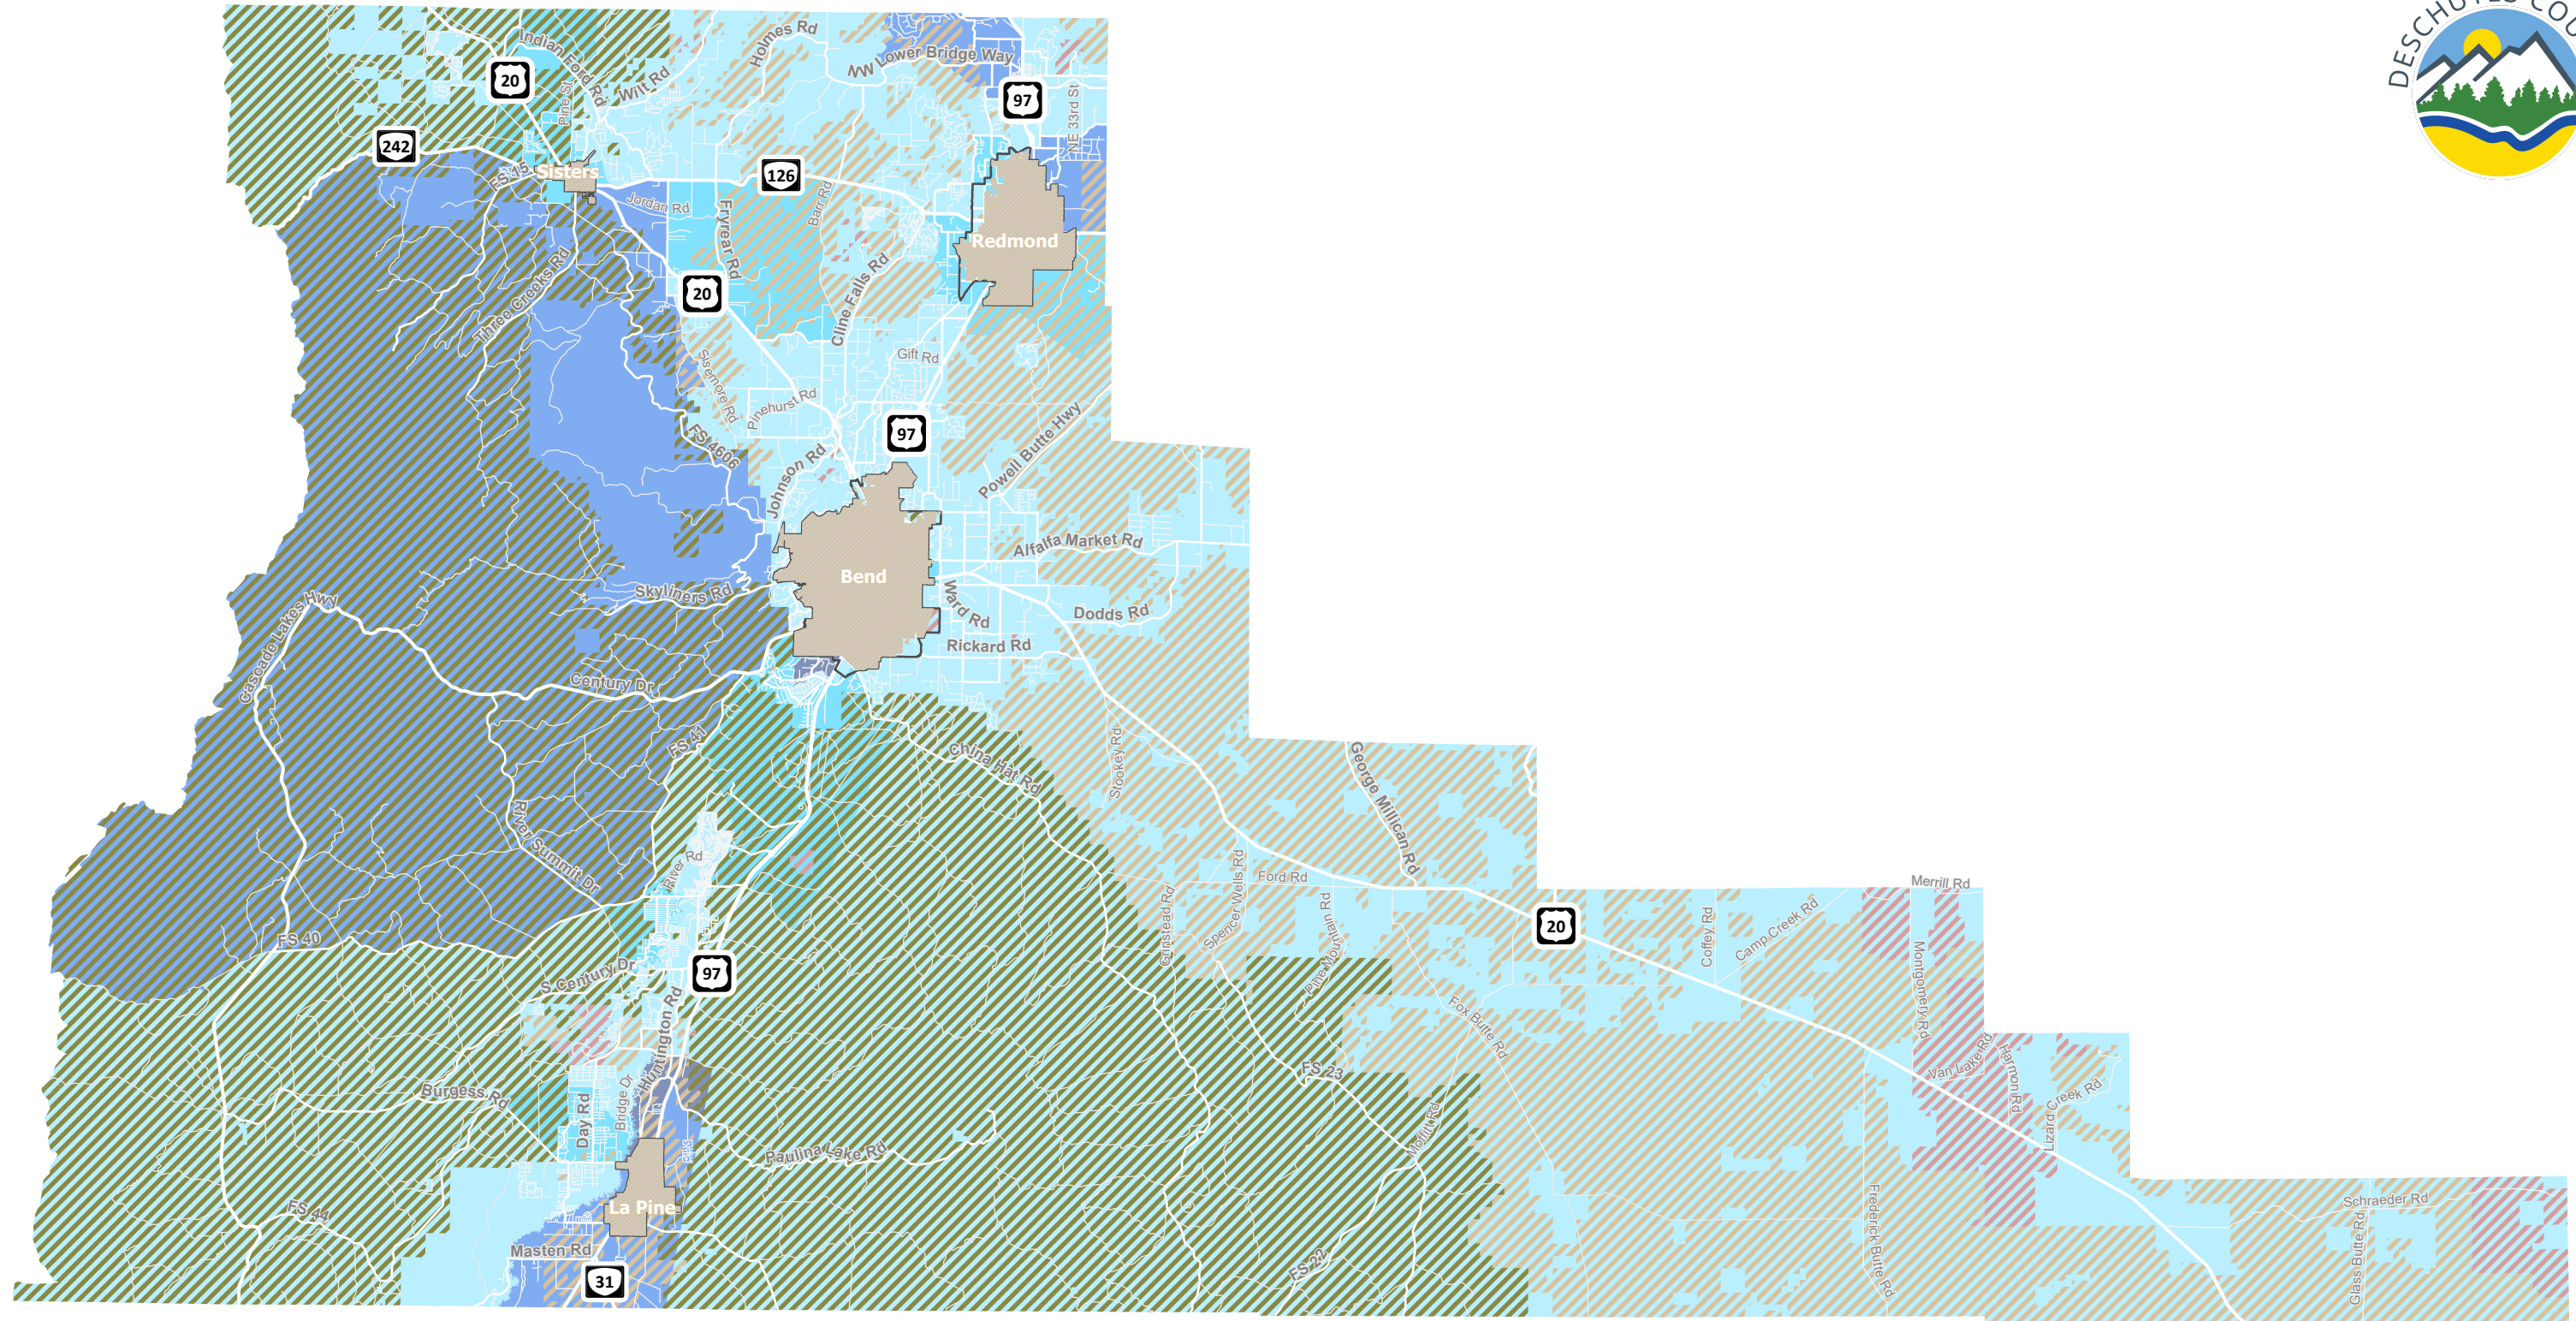 DESCHUTES COU
Indian Ford Rd
20
Pine St
Wilt Rd
Holmes Rd
NW Lower Bridge Way
97
NE 33rd St
242
FS 15
Sisters
126
Jordan Rd
Fryrear Rd
Barr Rd
Redmond
Three Creeks Rd
20
Cline Falls Rd
Sisemore Rd
Gift Rd
Pinehurst Rd
97
FS 4606
Johnson Rd
Powell Butte Hwy
Alfalfa Market Rd
Bend
Skyliners Rd
Ward Rd
Dodds Rd
Rickard Rd
Cascade Lakes Hwy
Century Dr
FS 41
China Hat Rd
Stookey Rd
George Millican Rd
River Summit Dr
River Rd
Ford Rd
Spencer Wells Rd
Grinstead Rd
Pine Mountain Rd
20
Coffey Rd
Camp Creek Rd
Merrill Rd
Montgomery Rd
FS 40
S Century Dr
97
Huntington Rd
Fox Butte Rd
Van Lake Rd
Harmon Rd
Lizard Creek Rd
FS 23
Burgess Rd
Day Rd
Bridge Dr
Paulina Lake Rd
Moffitt Rd
FS 44
La Pine
Masten Rd
31
FS 22
Frederick Butte Rd
Schraeder Rd
Glass Butte Rd